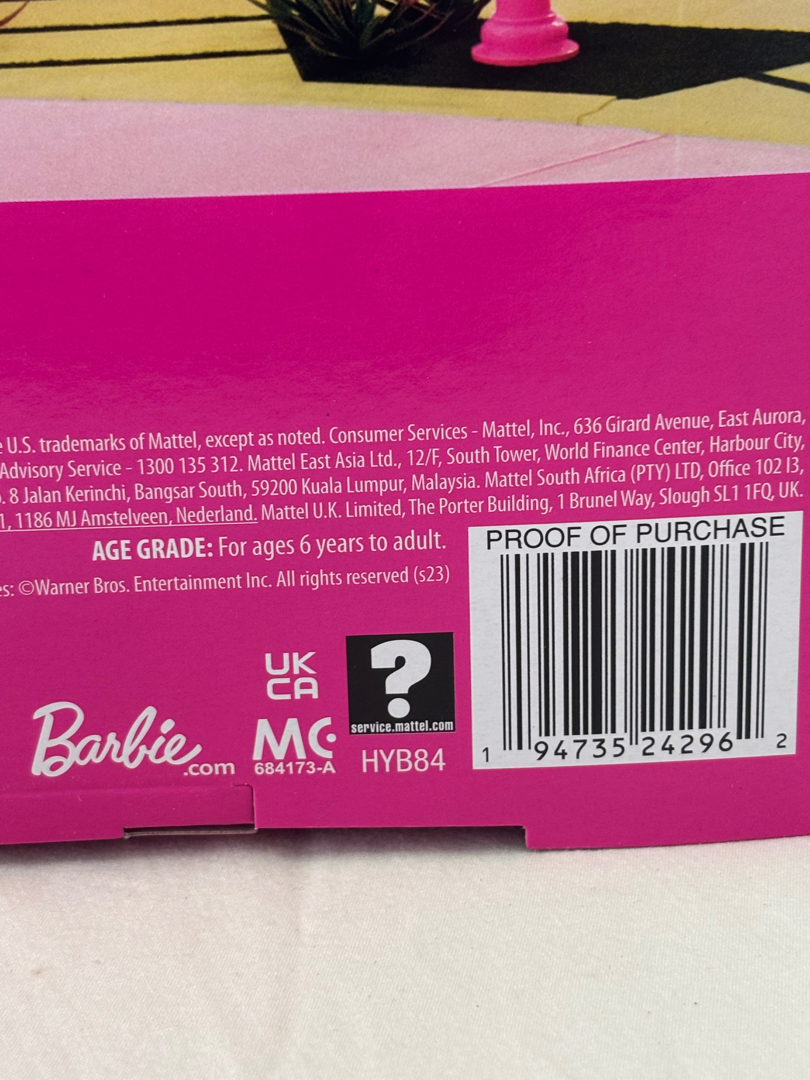 U.S. trademarks of Mattel, except as noted. Consumer Services - Mattel, Inc., 636 Girard Avenue, East Aurora,
Advisory Service - 1300 135 312. Mattel East Asia Ltd., 12/F, South Tower, World Finance Center, Harbour City,
8 Jalan Kerinchi, Bangsar South, 59200 Kuala Lumpur, Malaysia. Mattel South Africa (PTY) LTD, Office 102 I3,
1, 1186 MJ Amstelveen, Nederland. Mattel U.K. Limited, The Porter Building, 1 Brunel Way, Slough SL1 1FQ, UK.
AGE GRADE: For ages 6 years to adult.
©Warner Bros. Entertainment Inc. All rights reserved (s23)
PROOF OF PURCHASE
1 94735 24296 2
UK
CA
?
service.mattel.com
Barbie
.com
MC
684173-A
HYB84